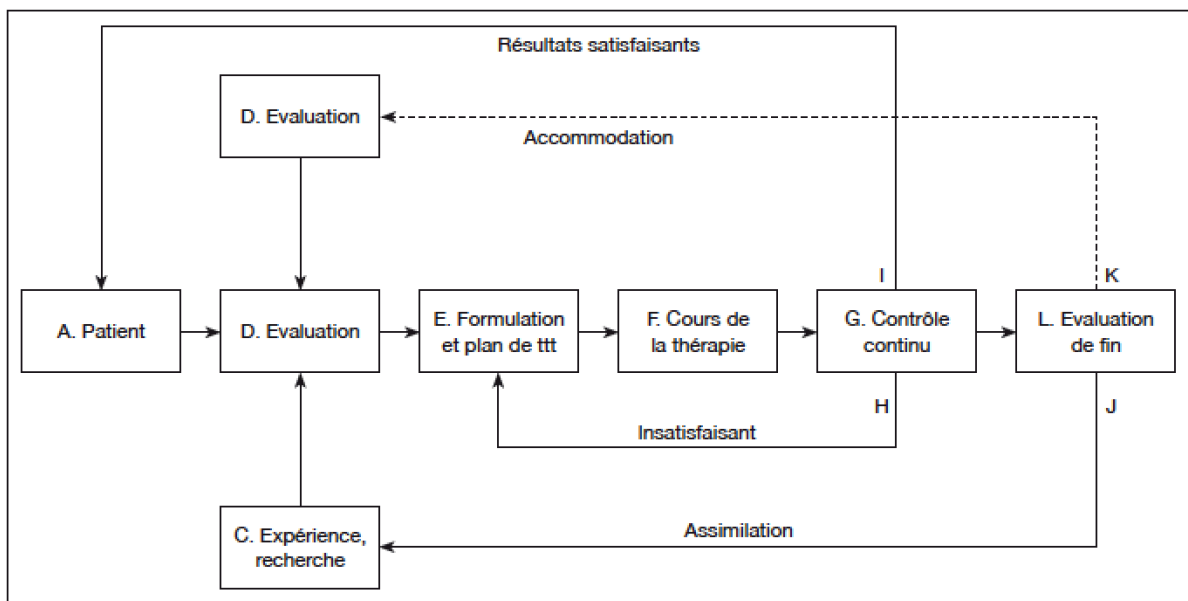 Résultats satisfaisants
D. Evaluation
Accommodation
I
K
A. Patient
D. Evaluation
E. Formulation
et plan de ttt
F. Cours de
la thérapie
G. Contrôle
continu
L. Evaluation
de fin
H
J
Insatisfaisant
C. Expérience,
recherche
Assimilation